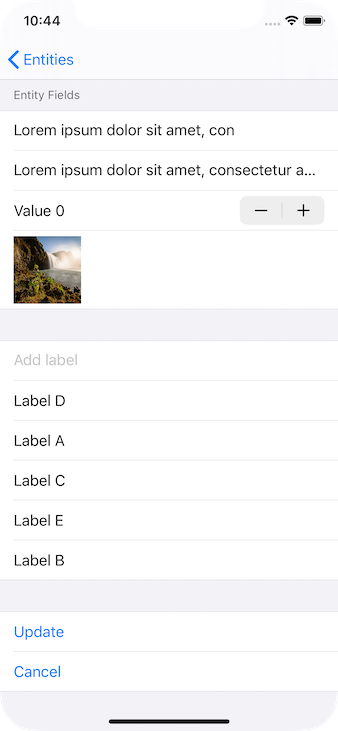 10:44
Entities
Entity Fields
Lorem ipsum dolor sit amet, con
Lorem ipsum dolor sit amet, consectetur a...
Value 0
Add label
Label D
Label A
Label C
Label E
Label B
Update
Cancel